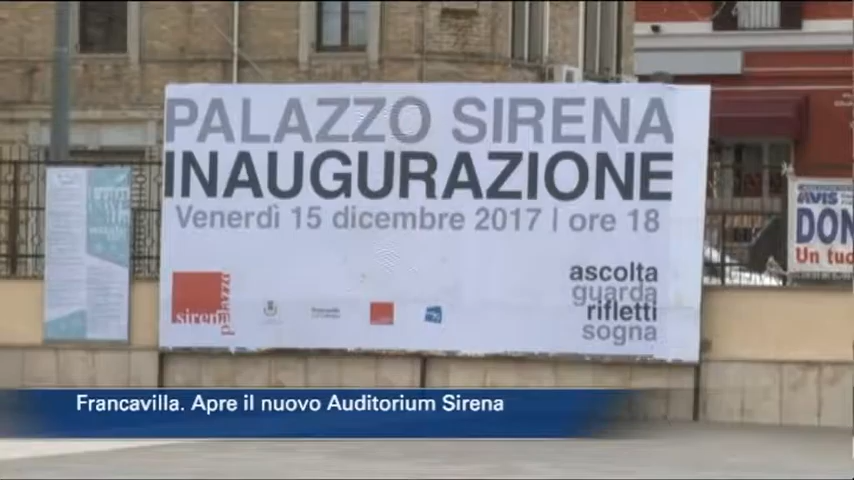 PALAZZO SIRENA
INAUGURAZIONE
Venerdì 15 dicembre 2017 | ore 18
ascolta
guarda
rifletti
sogna
sirena
palazzo
AVIS
DON
Un tuo
Francavilla. Apre il nuovo Auditorium Sirena